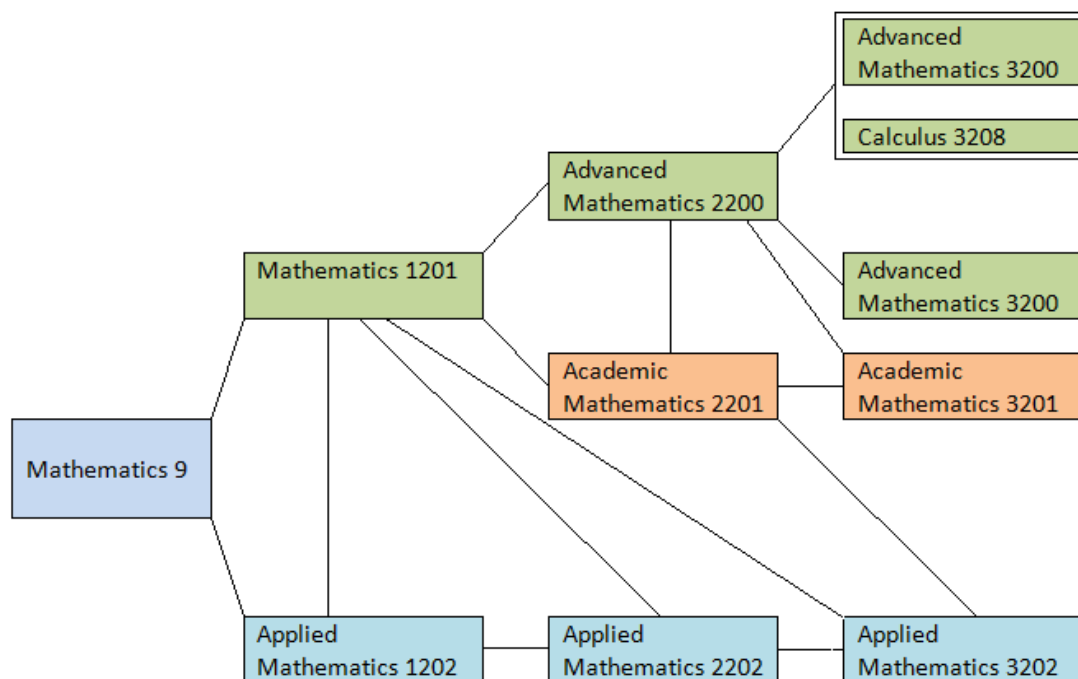 Advanced
Mathematics 3200
Calculus 3208
Advanced
Mathematics 2200
Mathematics 1201
Advanced
Mathematics 3200
Academic
Mathematics 2201
Academic
Mathematics 3201
Mathematics 9
Applied
Mathematics 1202
Applied
Mathematics 2202
Applied
Mathematics 3202